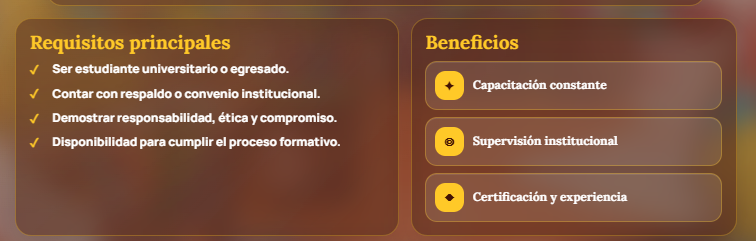 Requisitos principales
✓ Ser estudiante universitario o egresado.
✓ Contar con respaldo o convenio institucional.
✓ Demostrar responsabilidad, ética y compromiso.
✓ Disponibilidad para cumplir el proceso formativo.
Beneficios
Capacitación constante
Supervisión institucional
Certificación y experiencia